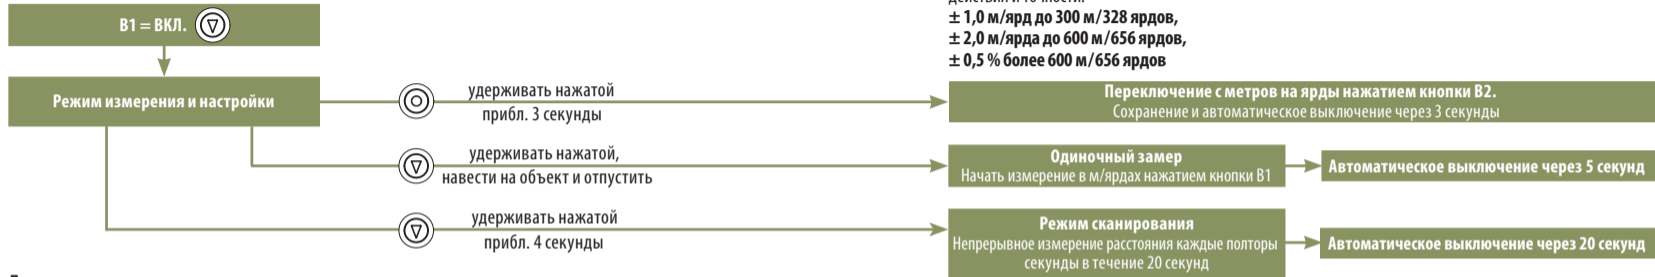 действия и точности:
± 1,0 м/ярд до 300 м/328 ярдов,
± 2,0 м/ярда до 600 м/656 ярдов,
± 0,5 % более 600 м/656 ярдов
B1 = ВКЛ.
Режим измерения и настройки
удерживать нажатой
прибл. 3 секунды
Переключение с метров на ярды нажатием кнопки B2.
Сохранение и автоматическое выключение через 3 секунды
удерживать нажатой,
навести на объект и отпустить
Одиночный замер
Начать измерение в м/ярдах нажатием кнопки B1
Автоматическое выключение через 5 секунд
удерживать нажатой
прибл. 4 секунды
Режим сканирования
Непрерывное измерение расстояния каждые полторы
секунды в течение 20 секунд
Автоматическое выключение через 20 секунд